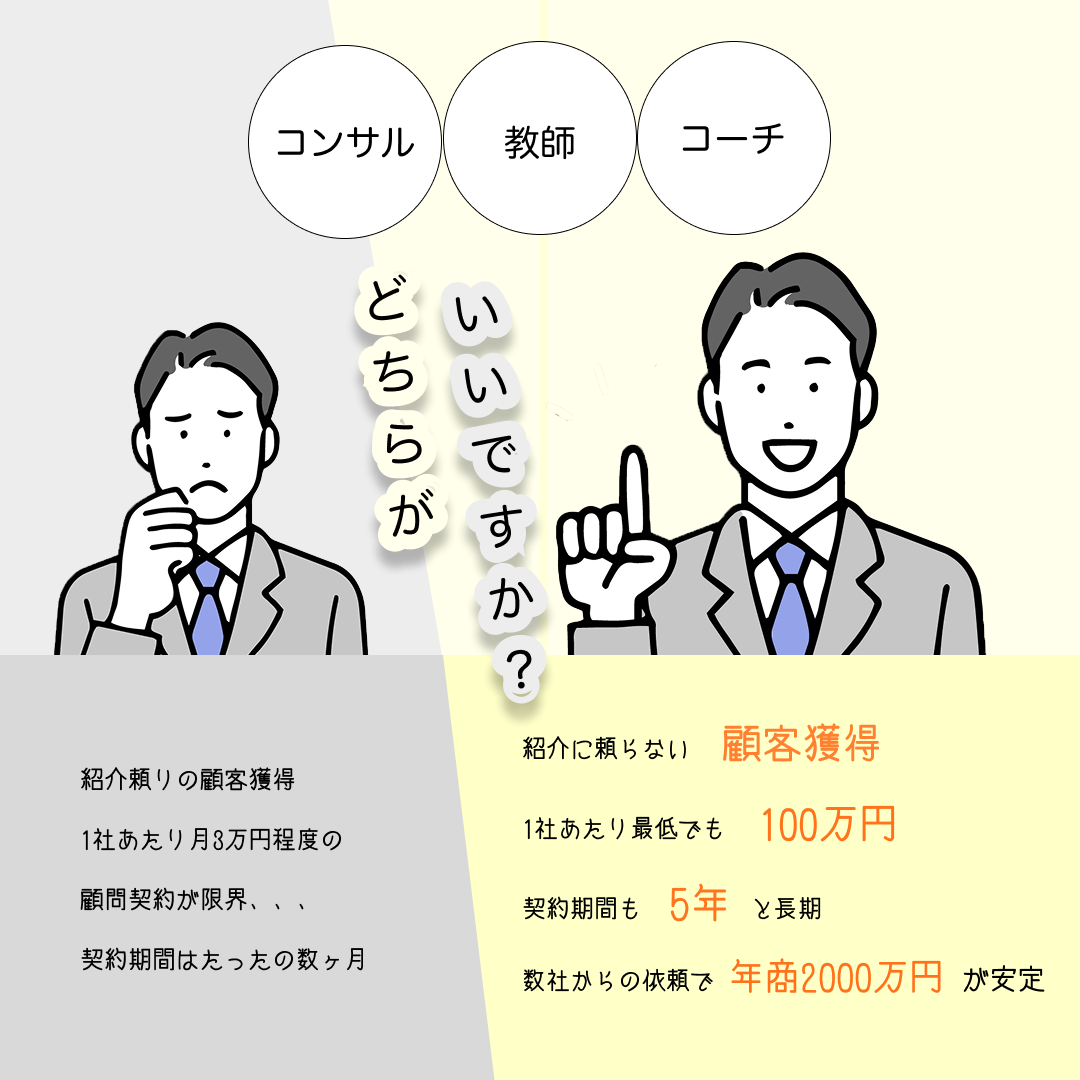 コンサル
教師
コーチ
どちらが
いいですか?
紹介頼りの顧客獲得
1社あたり月3万円程度の
顧問契約が限界、、、
契約期間はたったの数ヶ月
紹介に頼らない 顧客獲得
1社あたり最低でも 100万円
契約期間も 5年 と長期
数社からの依頼で 年商2000万円 が安定